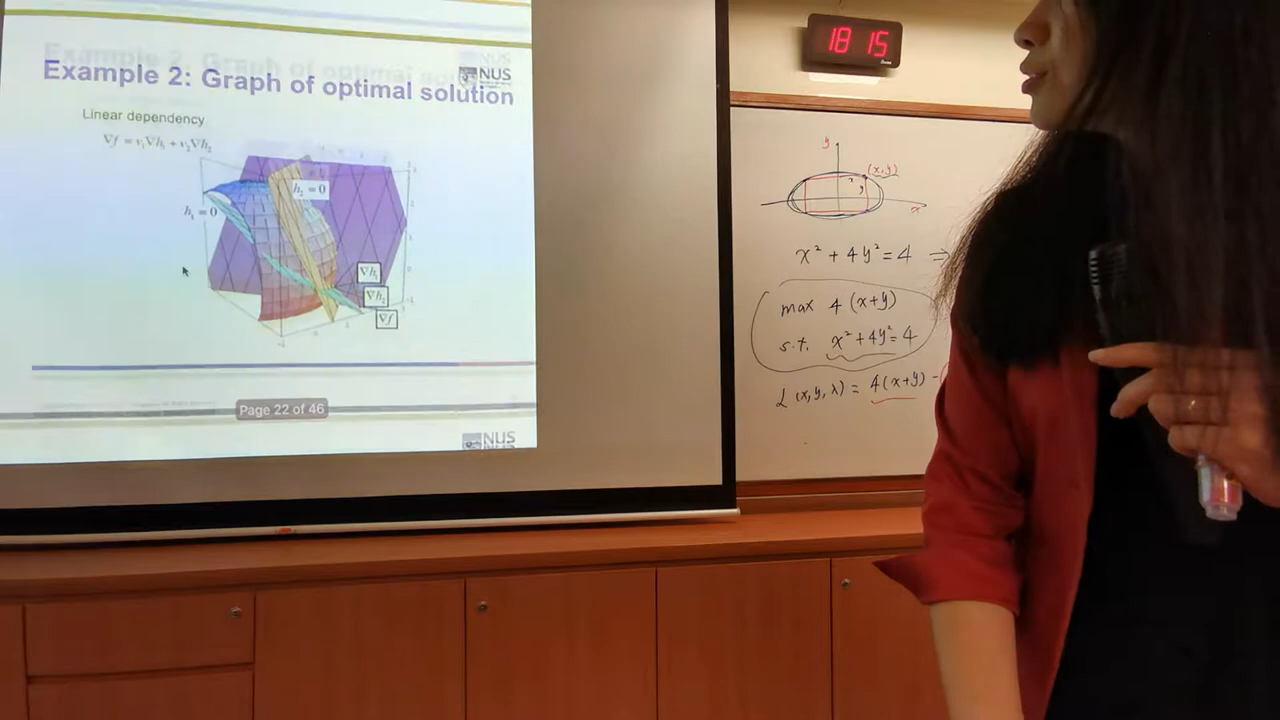 Example 2: Graph of optimal solution
NUS
Linear dependency
∇f = v₁∇h₁ + v₂∇h₂
h₂ = 0
h₁ = 0
∇h₁
∇h₂
∇f
Page 22 of 46
NUS
18 15
y
(x,y)
x
y
x
x² + 4y² = 4 ⇒
max 4 (x+y)
s.t. x² + 4y² = 4
L (x, y, λ) = 4(x+y) -